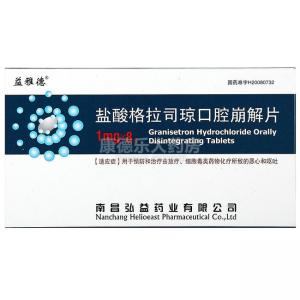 益雅德®
国药准字H20080732
盐酸格拉司琼口腔崩解片
Granisetron Hydrochloride Orally
Disintegrating Tablets
1mg×8
康德乐大药房
【适应症】用于预防和治疗由放疗、细胞毒类药物化疗所致的恶心和呕吐
南昌弘益药业有限公司
Nanchang Helioeast Pharmaceutical Co.,Ltd